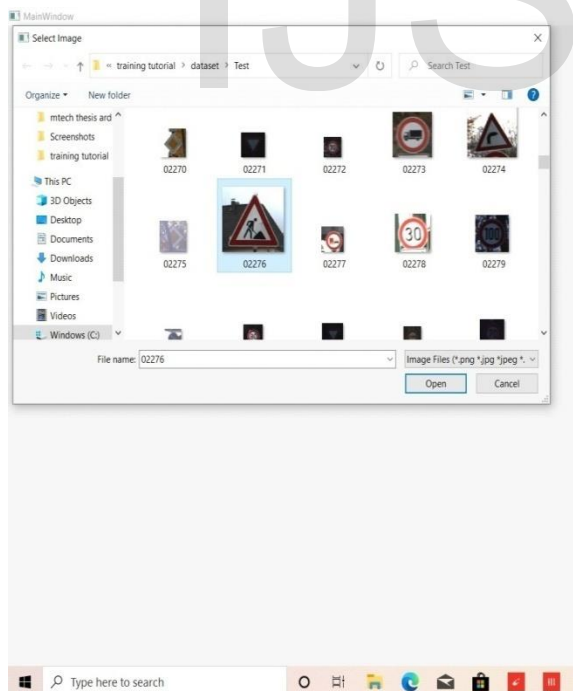 IJS
MainWindow
Select Image
« training tutorial › dataset › Test
Search Test
Organize
New folder
mtech thesis ard
Screenshots
training tutorial
This PC
3D Objects
Desktop
Documents
Downloads
Music
Pictures
Videos
Windows (C:)
02270 02271 02272 02273 02274
30 100
02275 02276 02277 02278 02279
File name: 02276
Image Files (*.png *.jpg *jpeg *.
Open Cancel
Type here to search